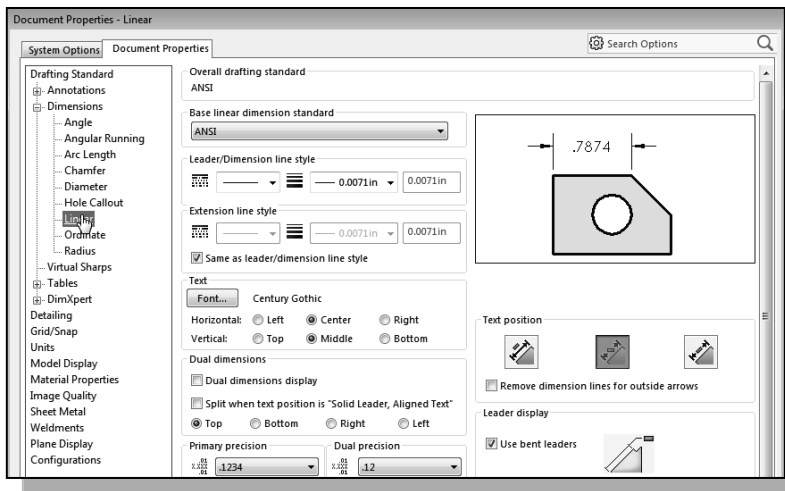 Document Properties - Linear
System Options
Document Properties
Search Options
Drafting Standard
Annotations
Dimensions
Angle
Angular Running
Arc Length
Chamfer
Diameter
Hole Callout
Linear
Ordinate
Radius
Virtual Sharps
Tables
DimXpert
Detailing
Grid/Snap
Units
Model Display
Material Properties
Image Quality
Sheet Metal
Weldments
Plane Display
Configurations
Overall drafting standard
ANSI
Base linear dimension standard
ANSI
Leader/Dimension line style
0.0071in 0.0071in
Extension line style
0.0071in 0.0071in
Same as leader/dimension line style
Text
Font... Century Gothic
Horizontal: Left Center Right
Vertical: Top Middle Bottom
Dual dimensions
Dual dimensions display
Split when text position is "Solid Leader, Aligned Text"
Top Bottom Right Left
Primary precision
.01
X.XXX
.01
.1234
Dual precision
.01
X.XXX
.01
.12
.7874
Text position
Remove dimension lines for outside arrows
Leader display
Use bent leaders